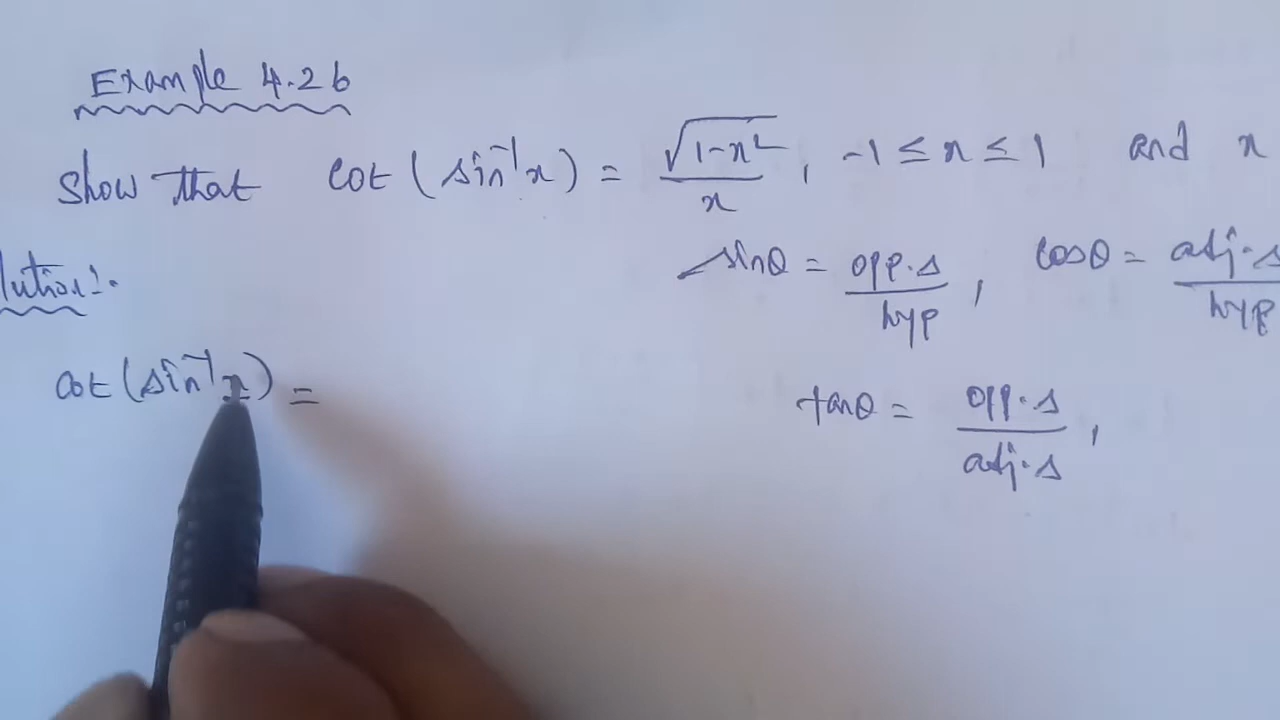 Example 4.26
Show that cot(sin⁻¹x) = √(1-x²)/x, -1 ≤ x ≤ 1 and x
lution:-
sinθ = opp.s/hyp, cosθ = adj.s/hyp
cot(sin⁻¹x) =
tanθ = opp.s/adj.s,